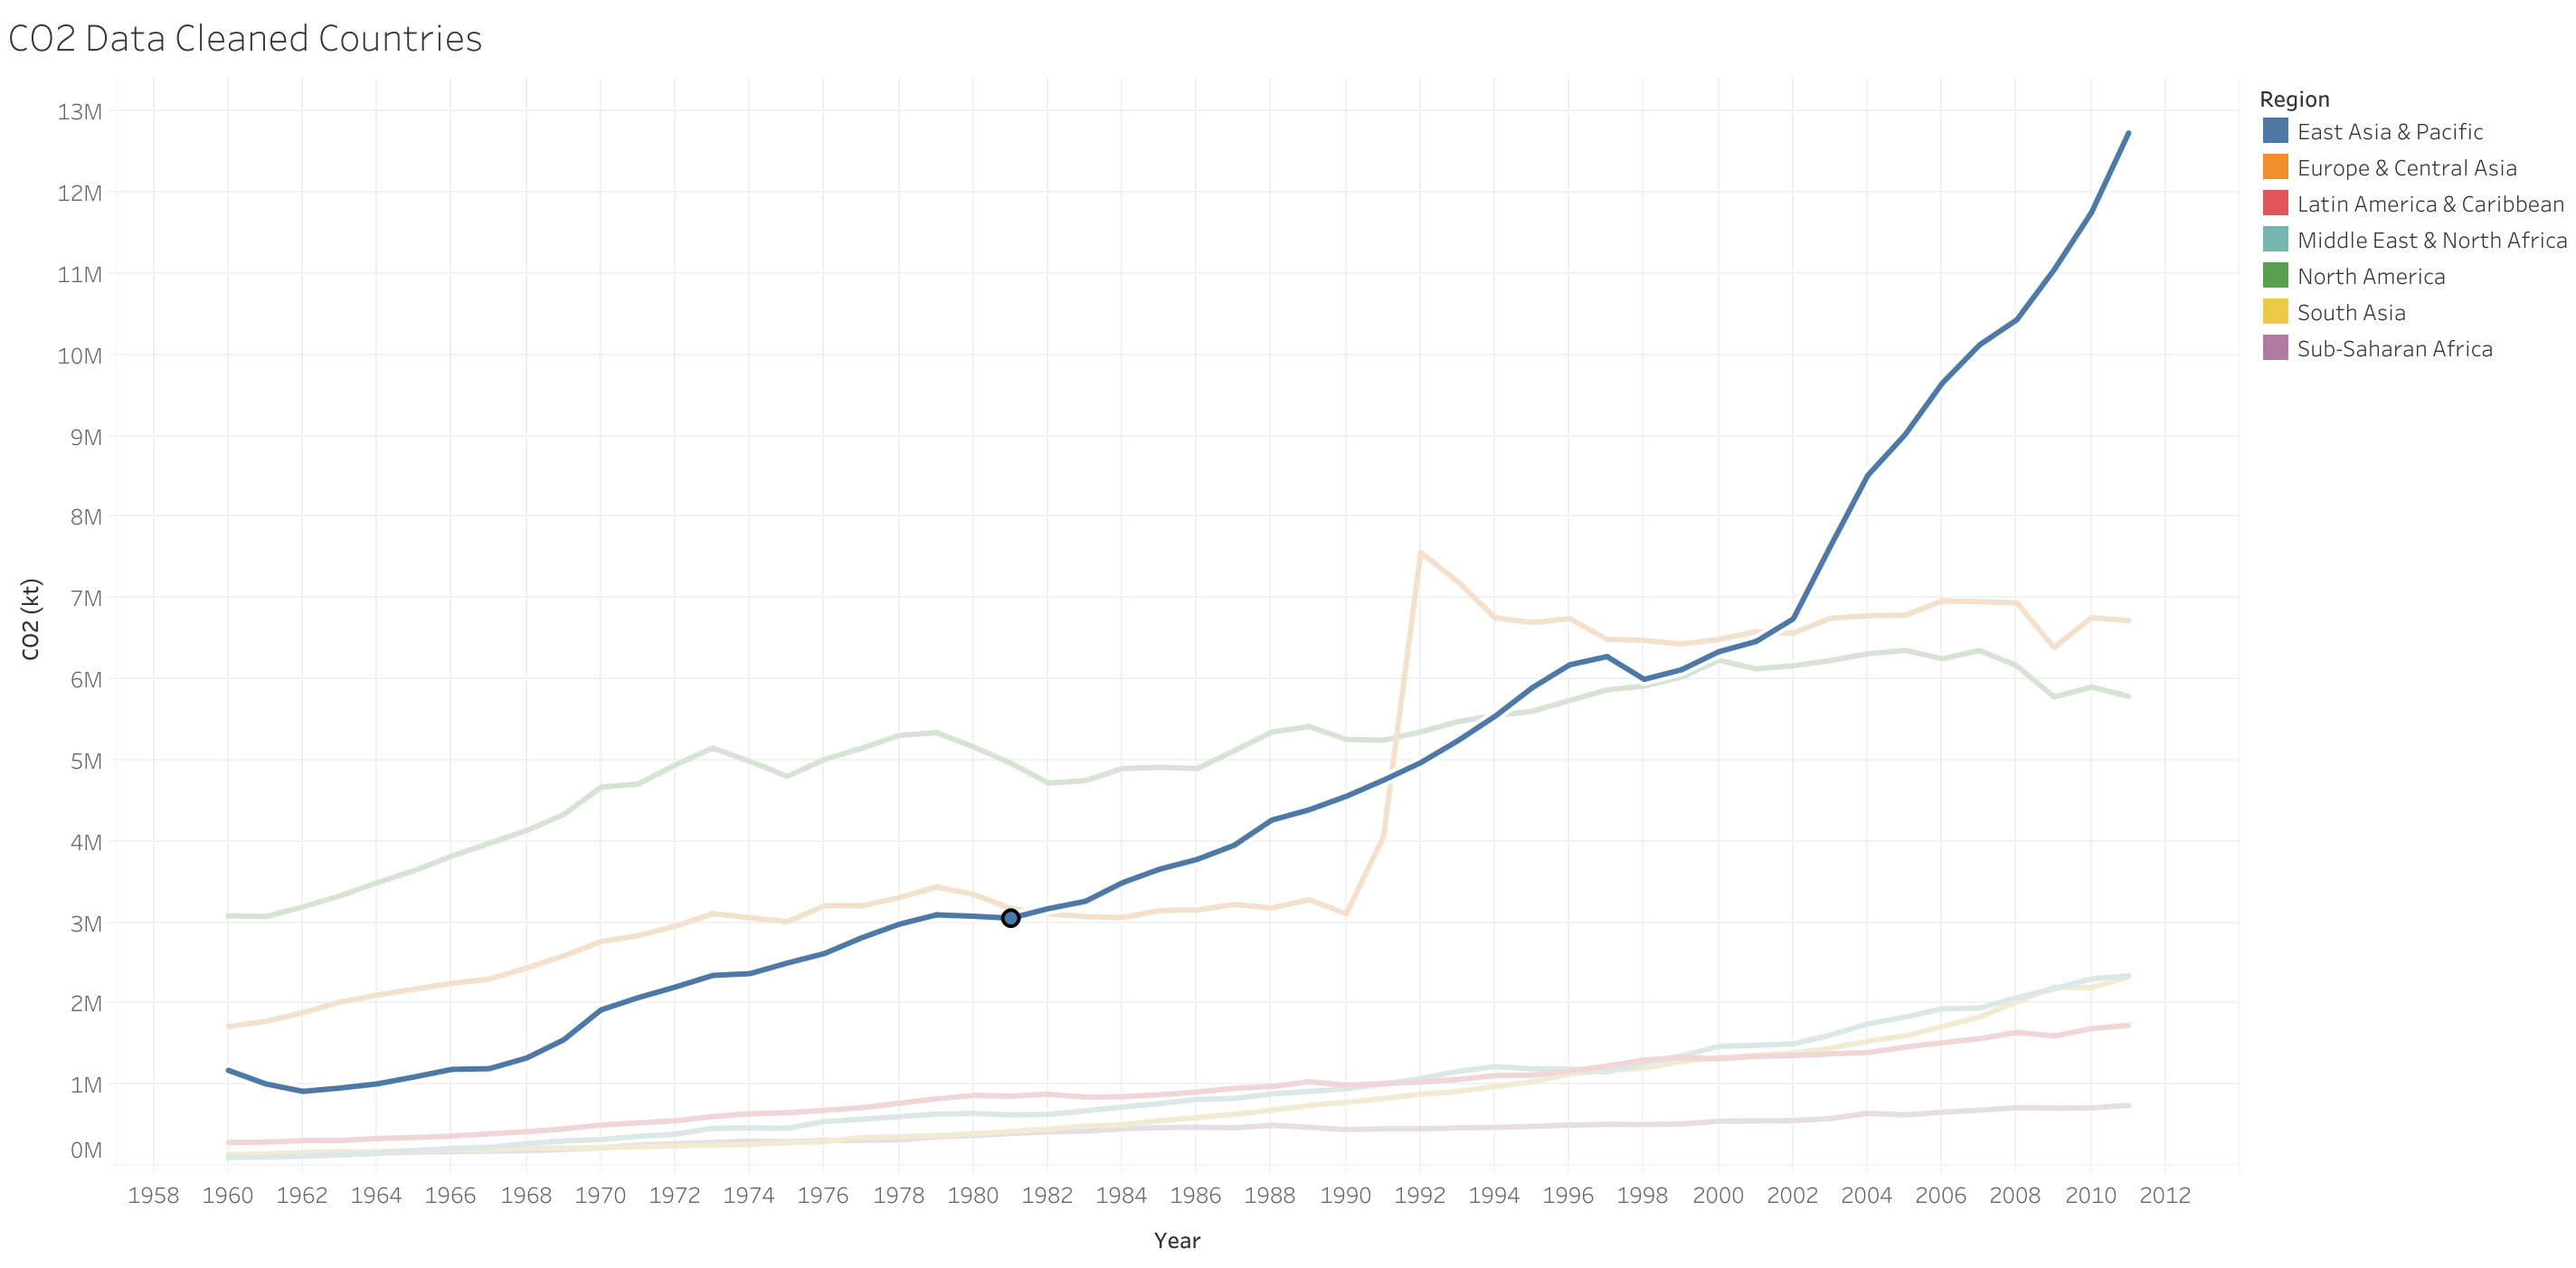 CO2 Data Cleaned Countries
Region
East Asia & Pacific
Europe & Central Asia
Latin America & Caribbean
Middle East & North Africa
North America
South Asia
Sub-Saharan Africa
13M
12M
11M
10M
9M
8M
7M
6M
5M
4M
3M
2M
1M
0M
CO2 (kt)
1958 1960 1962 1964 1966 1968 1970 1972 1974 1976 1978 1980 1982 1984 1986 1988 1990 1992 1994 1996 1998 2000 2002 2004 2006 2008 2010 2012
Year